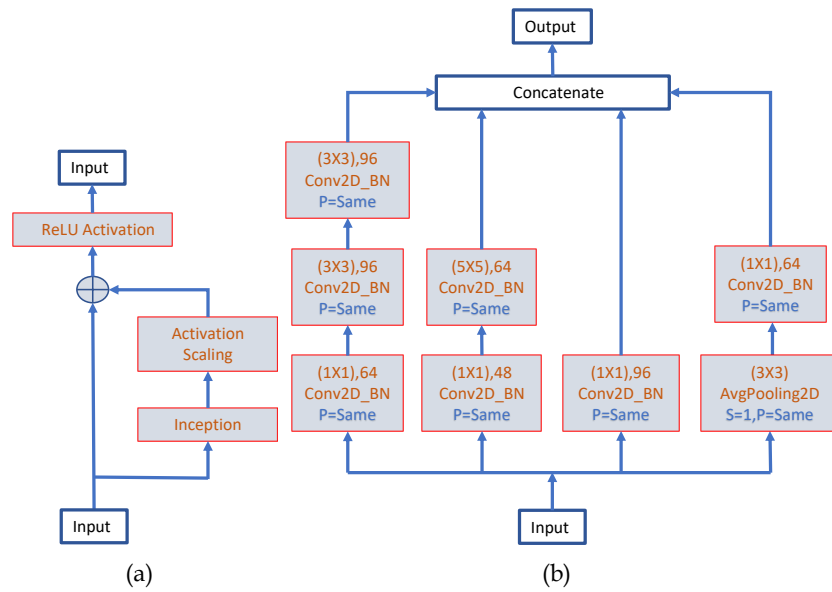 Input
ReLU Activation
Activation
Scaling
Inception
Input
(a)
Output
Concatenate
(3X3),96
Conv2D_BN
P=Same
(3X3),96
Conv2D_BN
P=Same
(1X1),64
Conv2D_BN
P=Same
(5X5),64
Conv2D_BN
P=Same
(1X1),48
Conv2D_BN
P=Same
(1X1),96
Conv2D_BN
P=Same
(1X1),64
Conv2D_BN
P=Same
(3X3)
AvgPooling2D
S=1,P=Same
Input
(b)